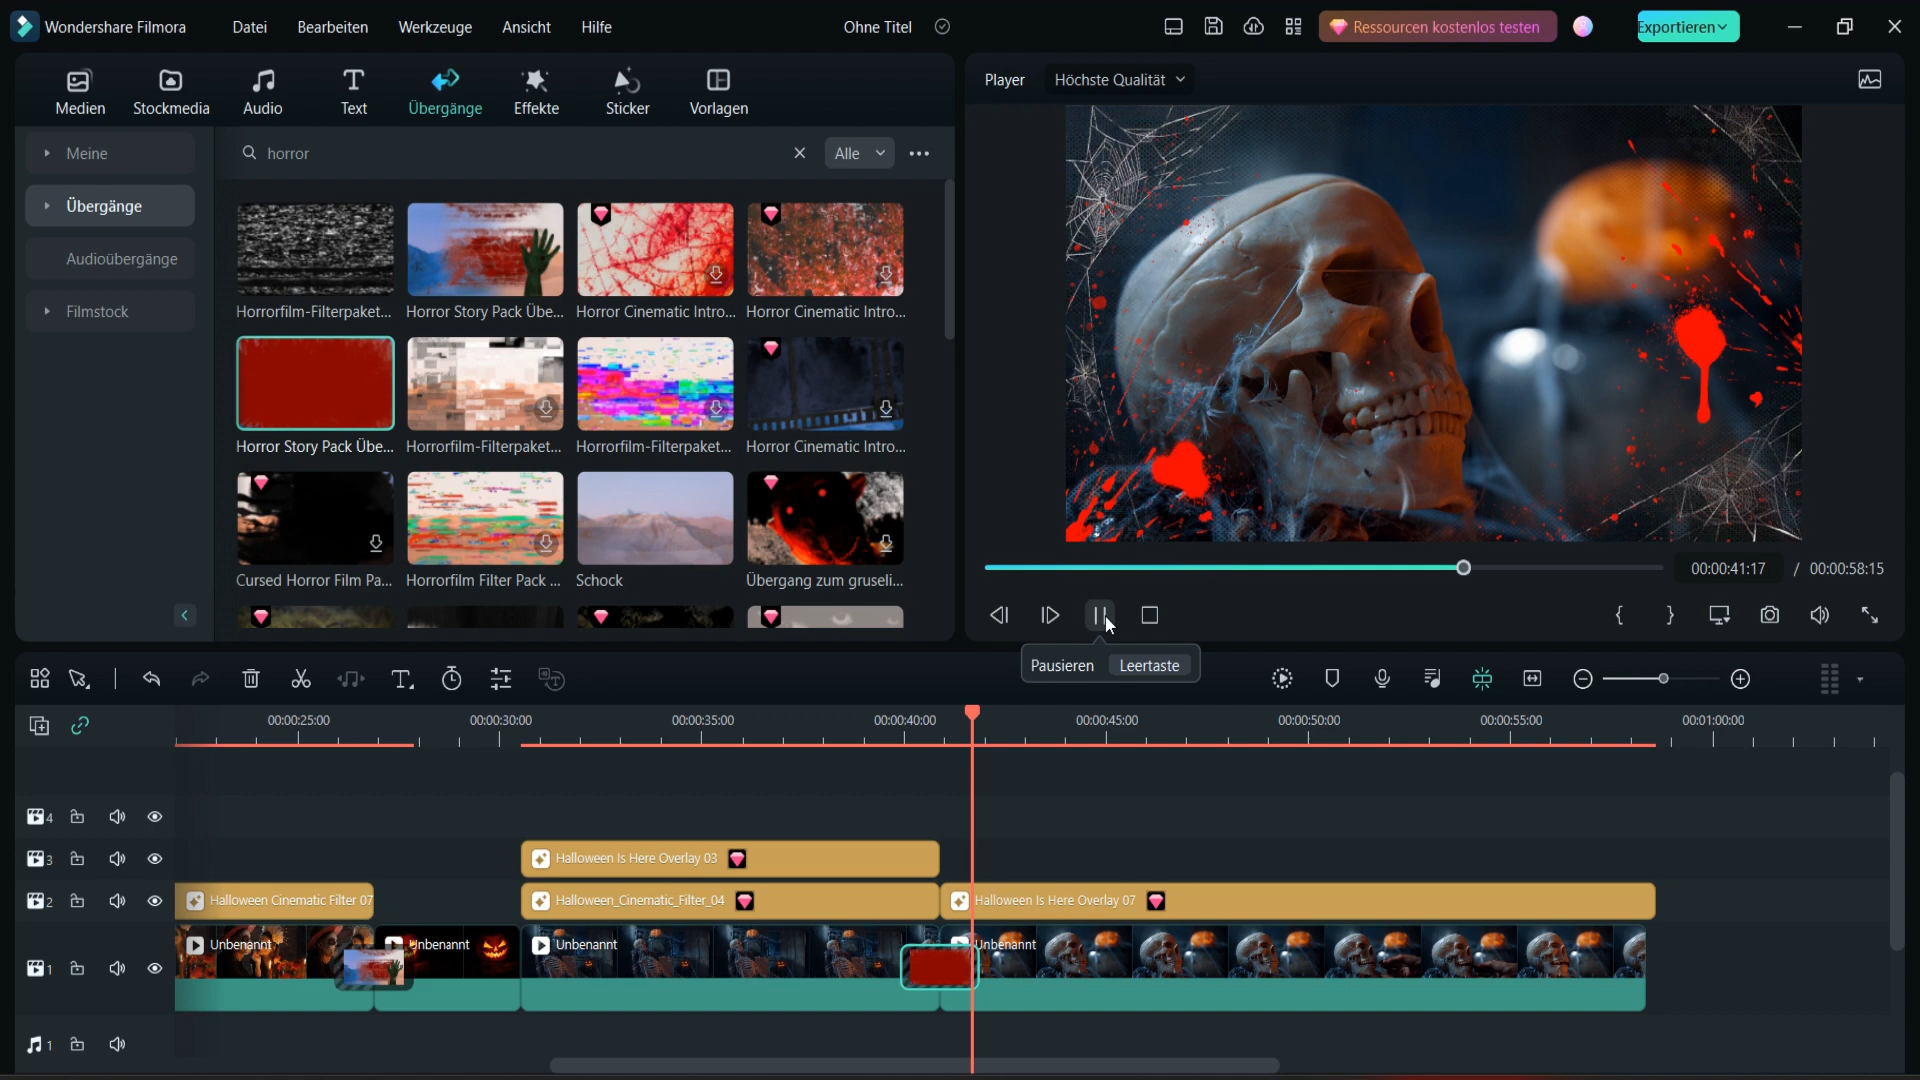 Wondershare Filmora
Datei
Bearbeiten
Werkzeuge
Ansicht
Hilfe
Ohne Titel
Ressourcen kostenlos testen
Exportieren
Medien
Stockmedia
Audio
Text
Übergänge
Effekte
Sticker
Vorlagen
Player
Höchste Qualität
Meine
Übergänge
Audioübergänge
Filmstock
horror
Alle
Horrorfilm-Filterpaket...
Horror Story Pack Übe...
Horror Cinematic Intro...
Horror Cinematic Intro...
Horror Story Pack Übe...
Horrorfilm-Filterpaket...
Horrorfilm-Filterpaket...
Horror Cinematic Intro...
Cursed Horror Film Pa...
Horrorfilm Filter Pack ...
Schock
Übergang zum gruseli...
00:00:41:17 / 00:00:58:15
Pausieren Leertaste
00:00:25:00
00:00:30:00
00:00:35:00
00:00:40:00
00:00:45:00
00:00:50:00
00:00:55:00
00:01:00:00
4
3
Halloween Is Here Overlay 03
2
Halloween Cinematic Filter 07
Halloween_Cinematic_Filter_04
Halloween Is Here Overlay 07
1
Unbenannt
Unbenannt
Unbenannt
Unbenannt
1